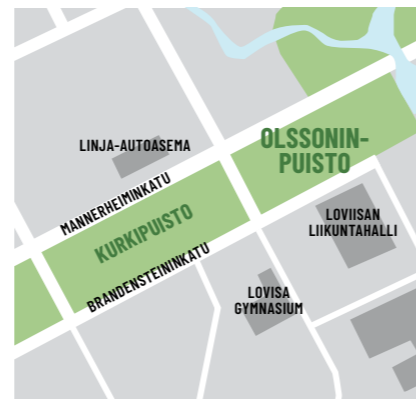 OLSSONIN-
PUISTO
LINJA-AUTOASEMA
MANNERHEIMINKATU
KURKIPUISTO
BRANDENSTEININKATU
LOVIISAN
LIIKUNTAHALLI
LOVISA
GYMNASIUM